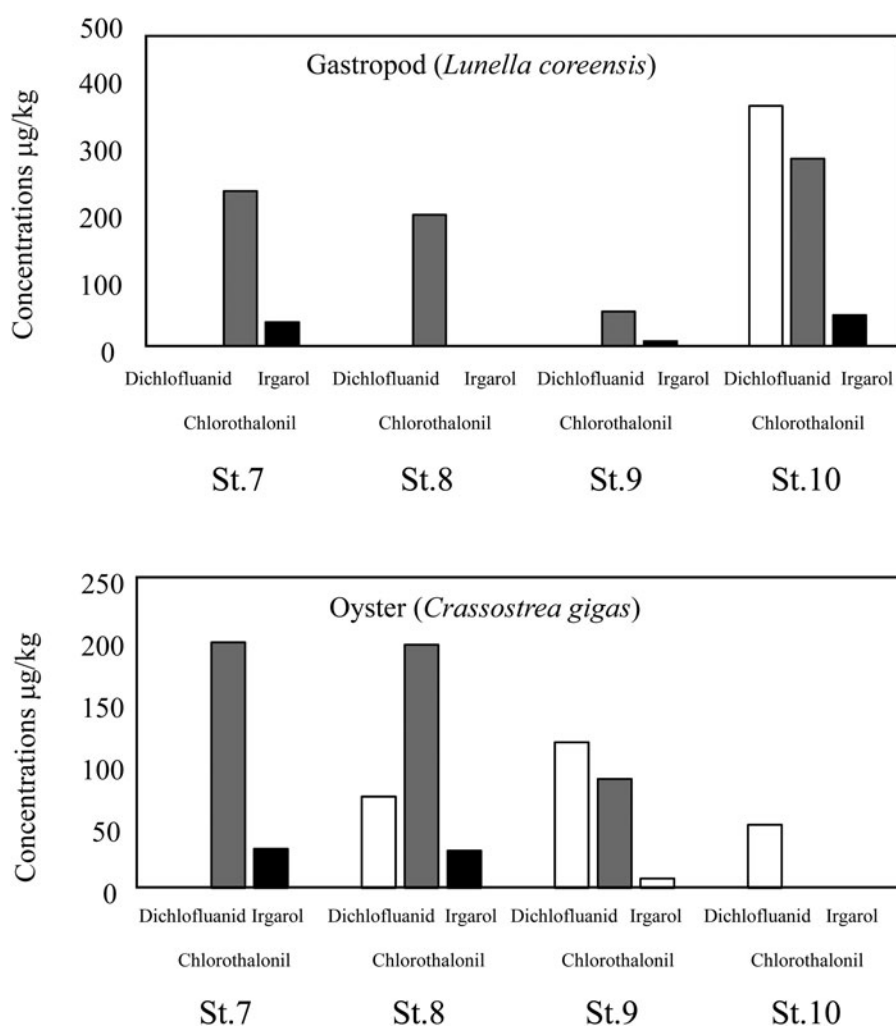 500
Gastropod (Lunella coreensis)
400
300
200
100
0
Concentrations µg/kg
Dichlofluanid Irgarol Dichlofluanid Irgarol Dichlofluanid Irgarol Dichlofluanid Irgarol
Chlorothalonil Chlorothalonil Chlorothalonil Chlorothalonil
St.7 St.8 St.9 St.10
250
Oyster (Crassostrea gigas)
200
150
100
50
0
Concentrations µg/kg
Dichlofluanid Irgarol Dichlofluanid Irgarol Dichlofluanid Irgarol Dichlofluanid Irgarol
Chlorothalonil Chlorothalonil Chlorothalonil Chlorothalonil
St.7 St.8 St.9 St.10